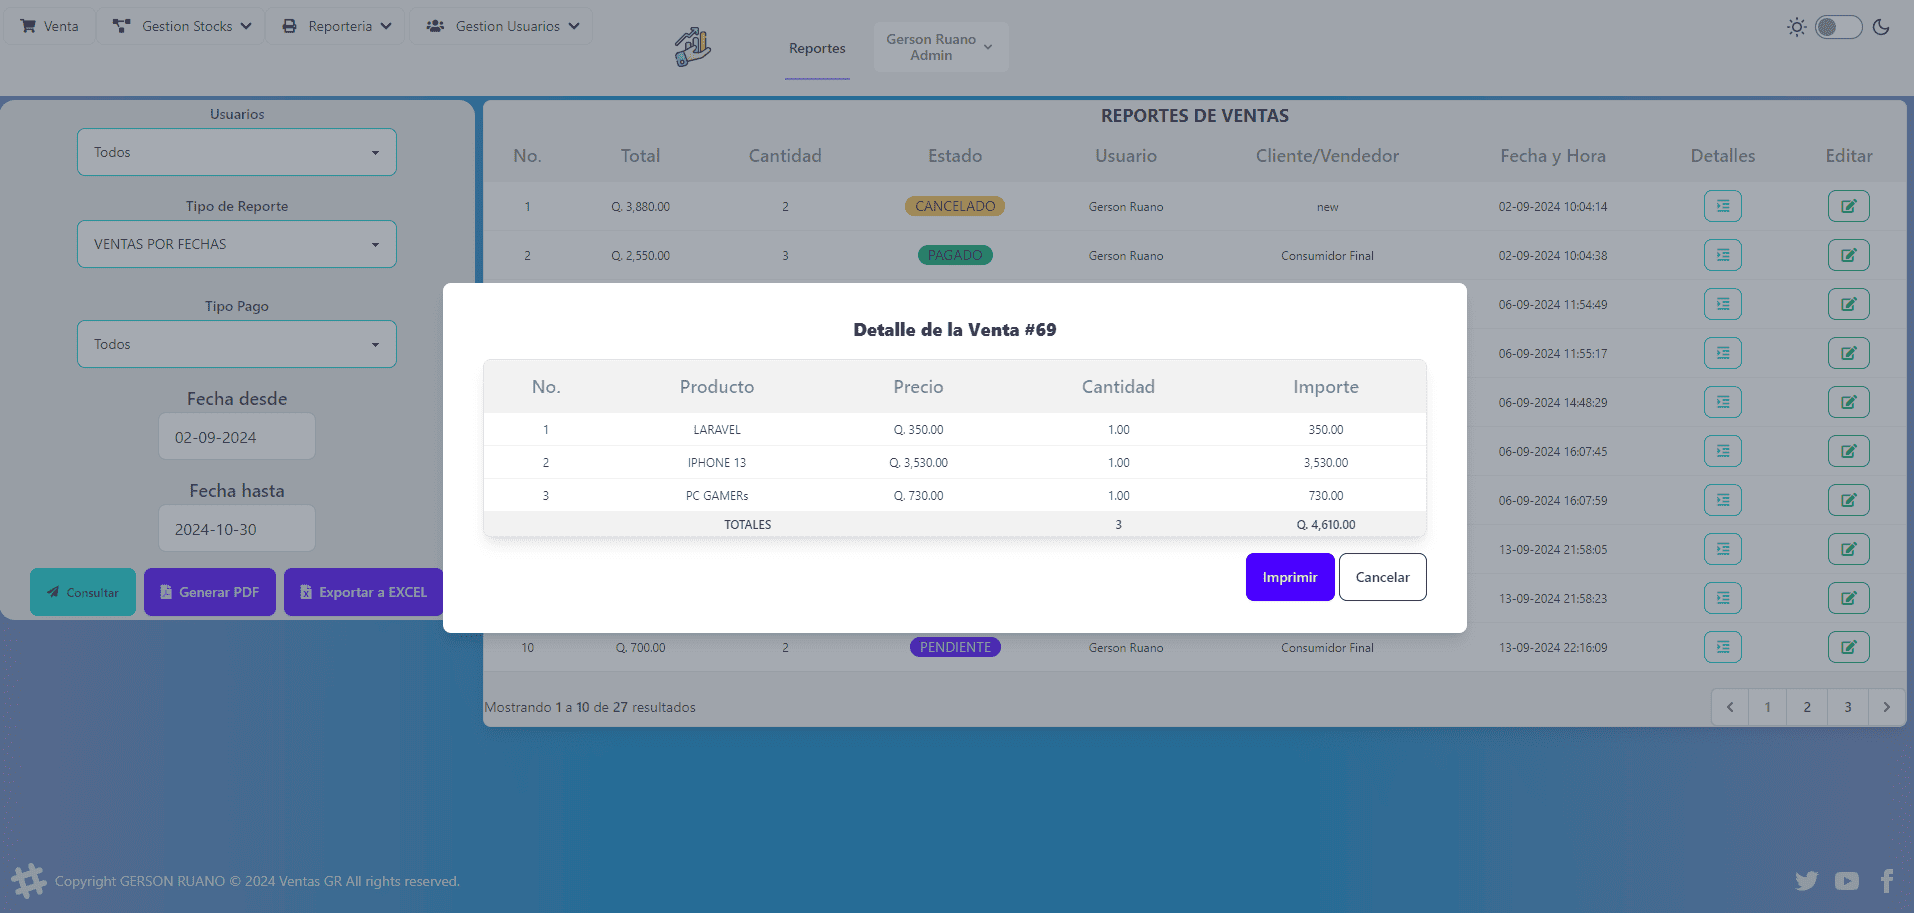 Venta Gestion Stocks Reporteria Gestion Usuarios
Reportes
Gerson Ruano
Admin
Usuarios
Todos
Tipo de Reporte
VENTAS POR FECHAS
Tipo Pago
Todos
Fecha desde
02-09-2024
Fecha hasta
2024-10-30
Consultar Generar PDF Exportar a EXCEL
REPORTES DE VENTAS
No. Total Cantidad Estado Usuario Cliente/Vendedor Fecha y Hora Detalles Editar
1 Q. 3,880.00 2 CANCELADO Gerson Ruano new 02-09-2024 10:04:14
2 Q. 2,550.00 3 PAGADO Gerson Ruano Consumidor Final 02-09-2024 10:04:38
06-09-2024 11:54:49
06-09-2024 11:55:17
06-09-2024 14:48:29
06-09-2024 16:07:45
06-09-2024 16:07:59
13-09-2024 21:58:05
13-09-2024 21:58:23
10 Q. 700.00 2 PENDIENTE Gerson Ruano Consumidor Final 13-09-2024 22:16:09
Mostrando 1 a 10 de 27 resultados
1 2 3
Detalle de la Venta #69
No. Producto Precio Cantidad Importe
1 LARAVEL Q. 350.00 1.00 350.00
2 IPHONE 13 Q. 3,530.00 1.00 3,530.00
3 PC GAMERs Q. 730.00 1.00 730.00
TOTALES 3 Q. 4,610.00
Imprimir Cancelar
Copyright GERSON RUANO © 2024 Ventas GR All rights reserved.